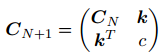 C_{N+1} = \begin{pmatrix} C_N & k \\ k^T & c \end{pmatrix}